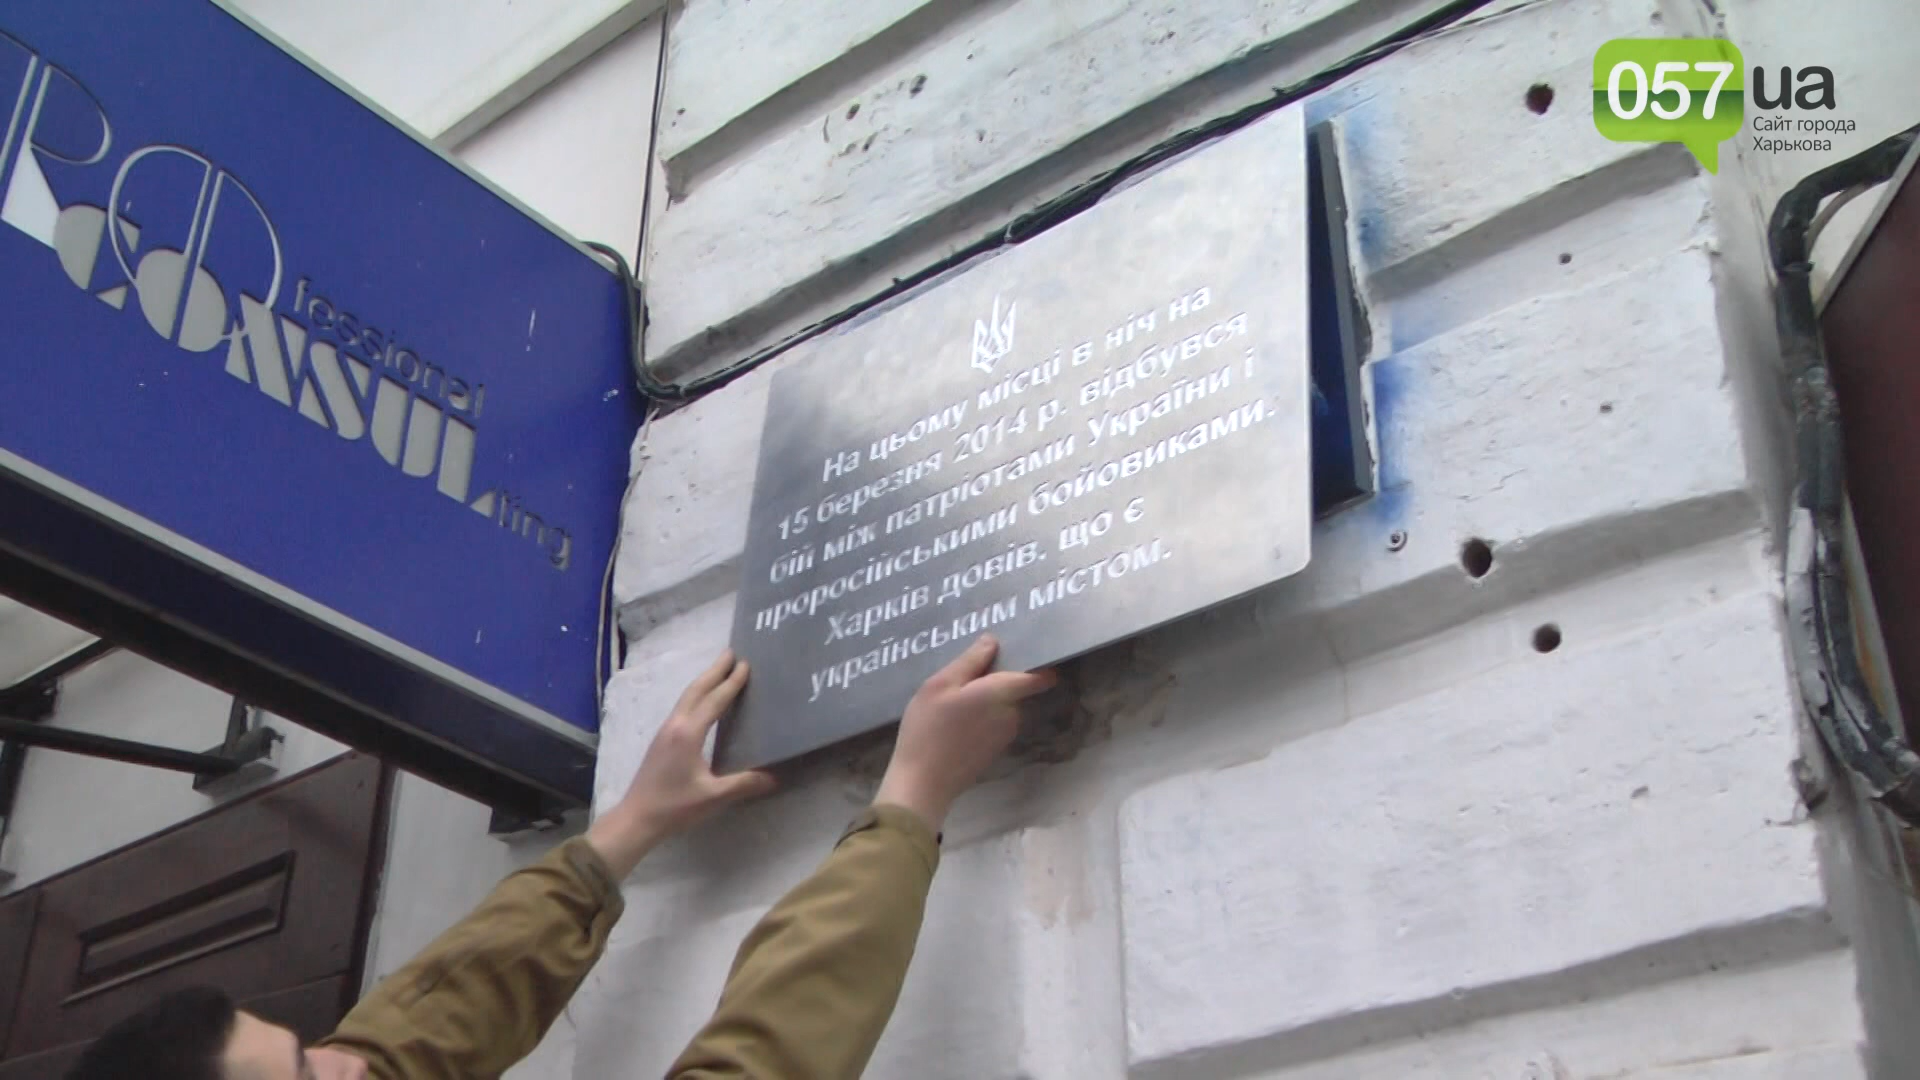 057 ua
Сайт города
Харькова
PROCONSUL
fessional
ting
На цьому місці в ніч на
15 березня 2014 р. відбувся
бій між патріотами України і
проросійськими бойовиками.
Харків довів, що є
українським містом.